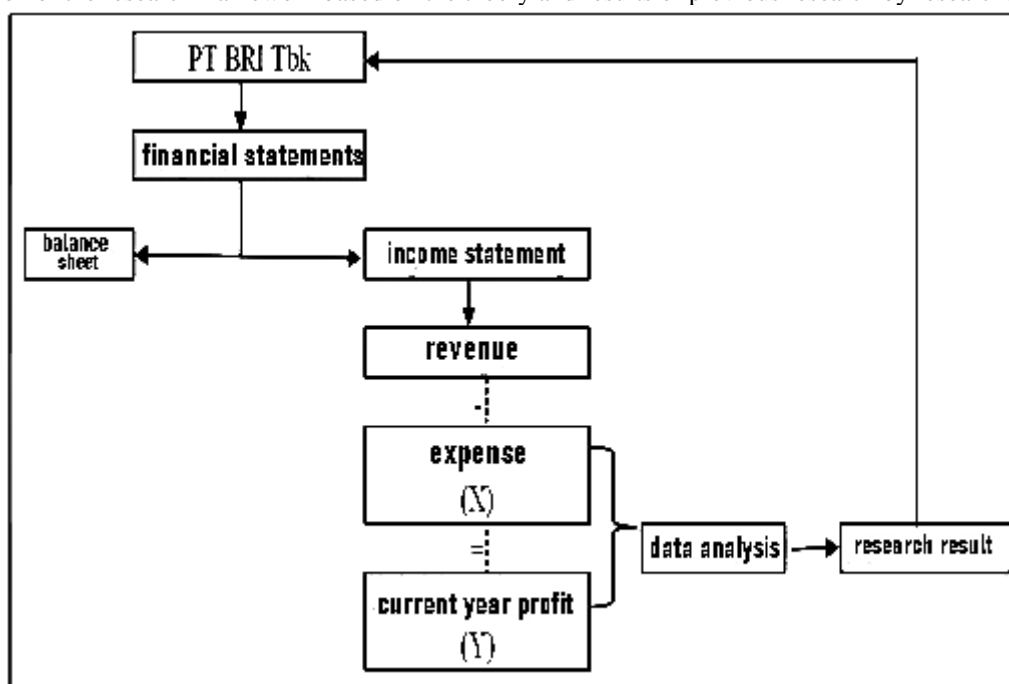 PT BRI Tbk
financial statements
balance
sheet
income statement
revenue
-
expense
(X)
=
data analysis
research result
current year profit
(Y)